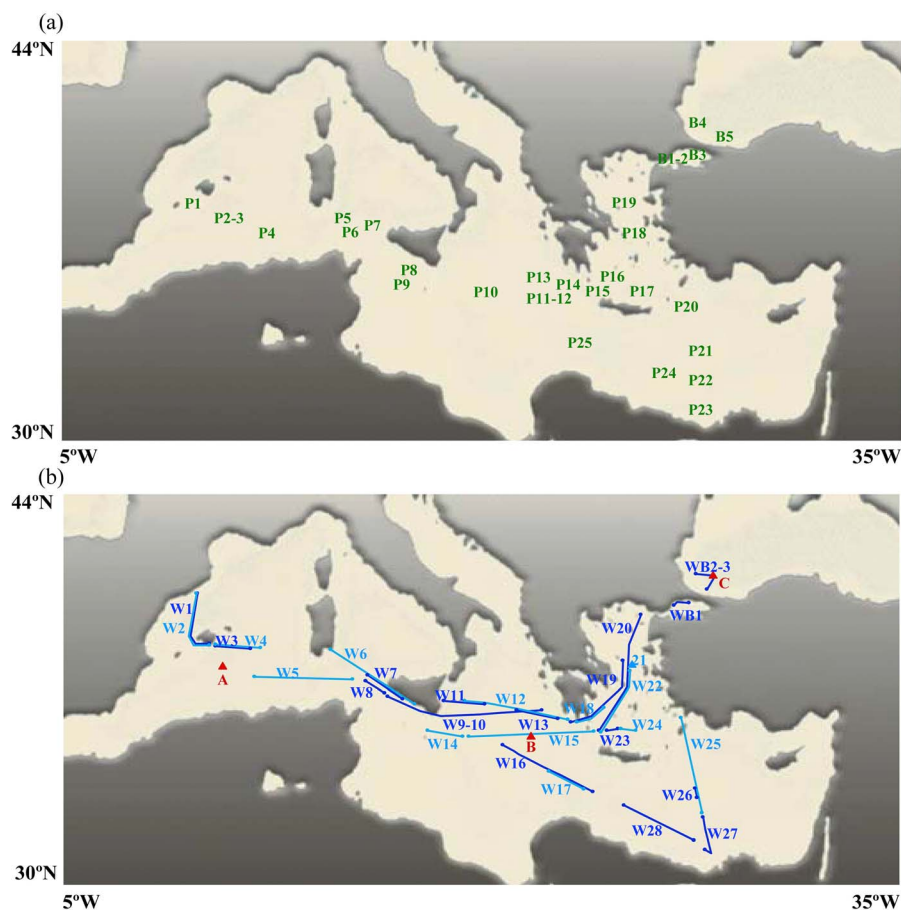 (a)
44ºN
B4
B5
B1-2 B3
P1
P2-3
P4
P5
P6
P7
P19
P18
P8
P9
P10
P13
P11-12
P14
P15
P16
P17
P20
P25
P21
P24
P22
P23
30ºN
5ºW
35ºW
(b)
44ºN
WB2-3
C
WB1
W1
W2
W3
W4
A
W5
W6
W7
W8
W20
21
W19
W22
W11
W12
W18
W9-10
W13
W14
B
W15
W23
W24
W16
W17
W25
W26
W28
W27
30ºN
5ºW
35ºW